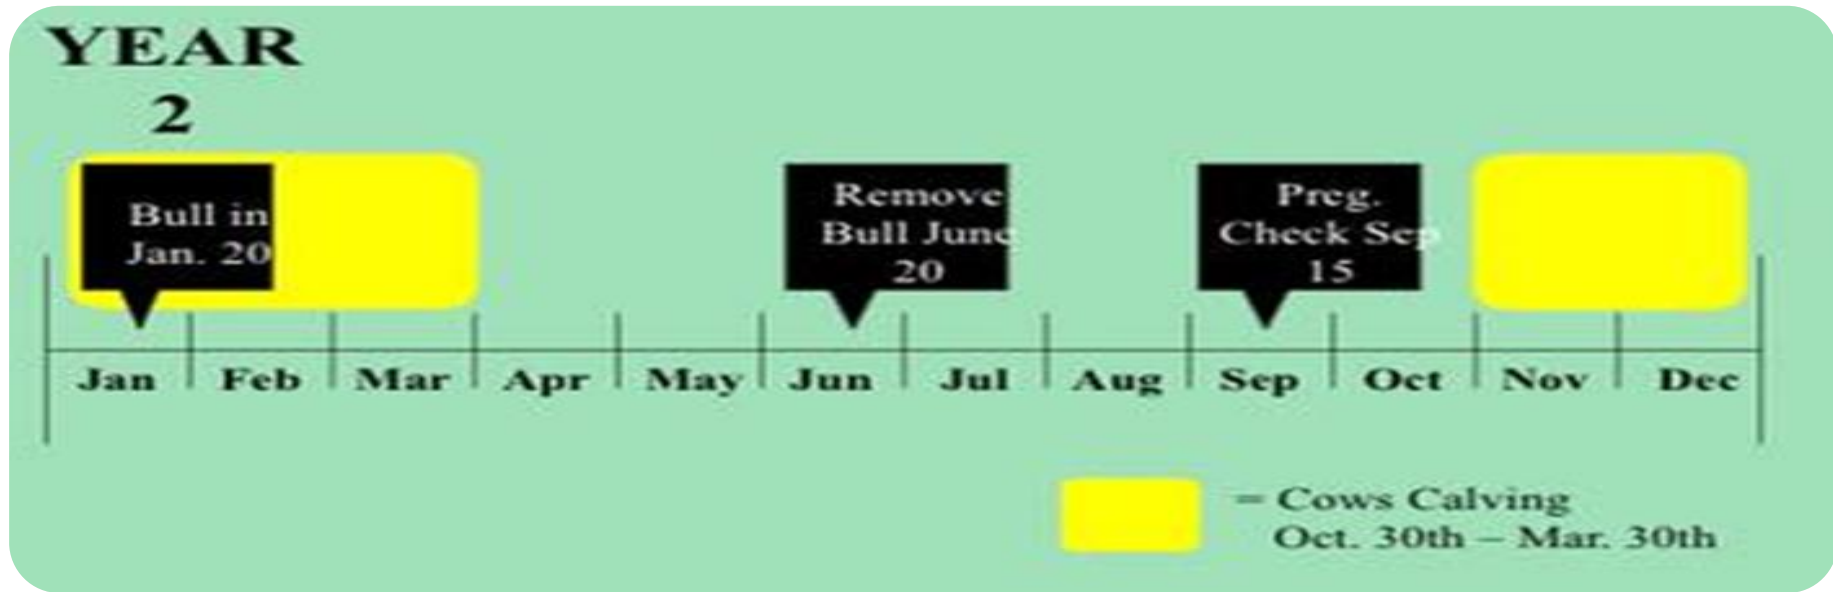 YEAR
2
Bull in
Jan. 20
Remove
Bull June
20
Preg.
Check Sep
15
Jan Feb Mar Apr May Jun Jul Aug Sep Oct Nov Dec
= Cows Calving
Oct. 30th – Mar. 30th